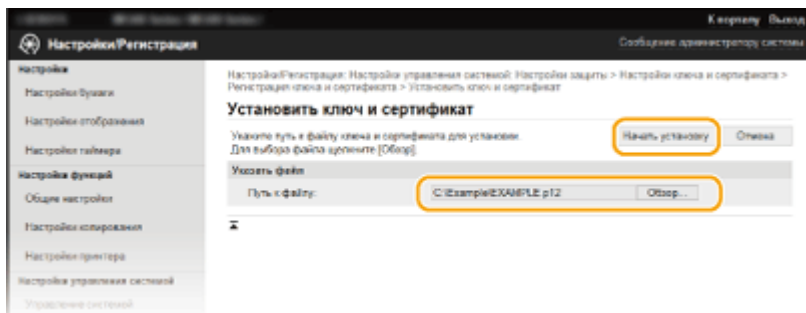 К порталу Выход
Настройки/Регистрация
Сообщение администратору системы
Настройки
Настройки бумаги
Настройки отображения
Настройки таймера
Настройки функций
Общие настройки
Настройки копирования
Настройки принтера
Настройки управления системой
Управление системой
Настройки/Регистрация: Настройки управления системой: Настройки защиты > Настройки ключа и сертификата >
Регистрация ключа и сертификата > Установить ключ и сертификат
Установить ключ и сертификат
Укажите путь к файлу ключа и сертификата для установки.
Для выбора файла щелкните [Обзор].
Начать установку Отмена
Указать файл
Путь к файлу: C:\Example\EXAMPLE.p12 Обзор...